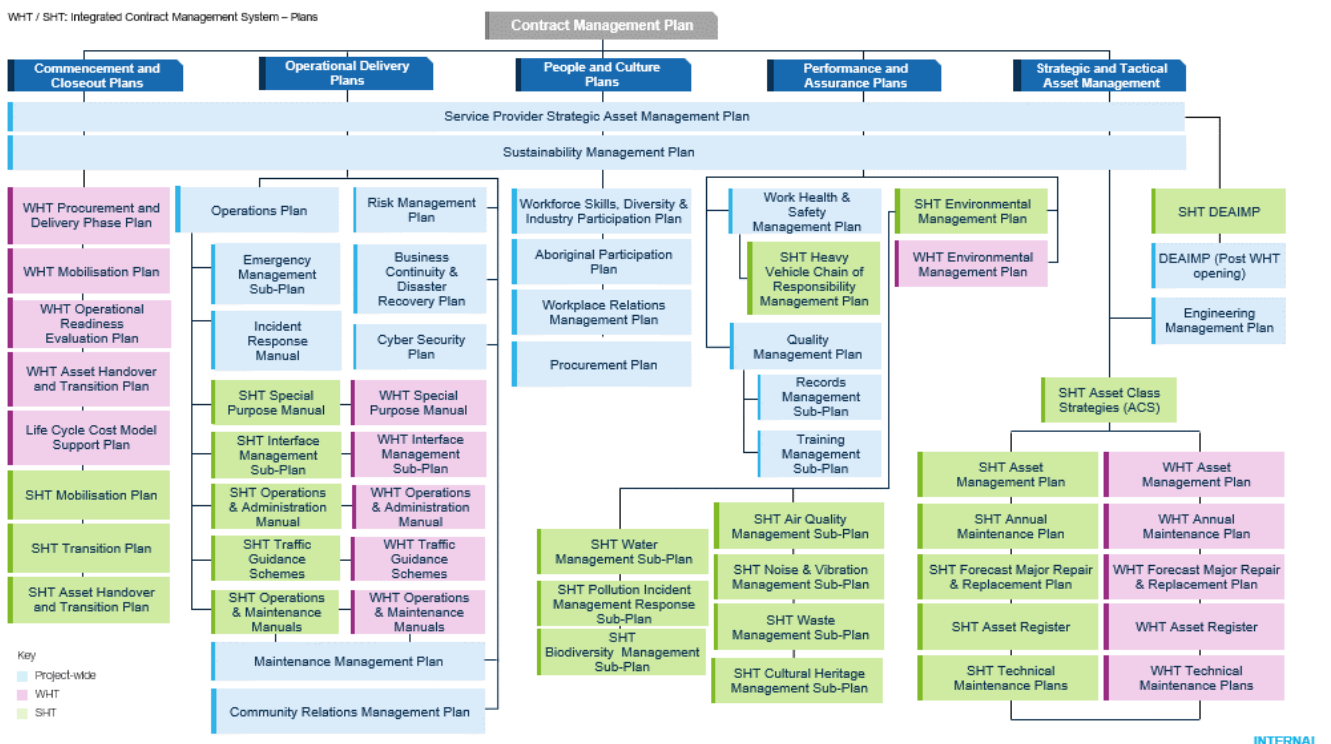 WHT / SHT: Integrated Contract Management System – Plans
Contract Management Plan
Commencement and
Closeout Plans
Operational Delivery
Plans
People and Culture
Plans
Performance and
Assurance Plans
Strategic and Tactical
Asset Management
Service Provider Strategic Asset Management Plan
Sustainability Management Plan
WHT Procurement and
Delivery Phase Plan
WHT Mobilisation Plan
WHT Operational
Readiness
Evaluation Plan
WHT Asset Handover
and Transition Plan
Life Cycle Cost Model
Support Plan
SHT Mobilisation Plan
SHT Transition Plan
SHT Asset Handover
and Transition Plan
Operations Plan
Emergency
Management
Sub-Plan
Incident
Response
Manual
SHT Special
Purpose Manual
SHT Interface
Management
Sub-Plan
SHT Operations
& Administration
Manual
SHT Traffic
Guidance
Schemes
SHT Operations
& Maintenance
Manuals
Risk Management
Plan
Business
Continuity &
Disaster
Recovery Plan
Cyber Security
Plan
WHT Special
Purpose Manual
WHT Interface
Management
Sub-Plan
WHT Operations
& Administration
Manual
WHT Traffic
Guidance
Schemes
WHT Operations
& Maintenance
Manuals
Maintenance Management Plan
Community Relations Management Plan
Workforce Skills, Diversity &
Industry Participation Plan
Aboriginal Participation
Plan
Workplace Relations
Management Plan
Procurement Plan
Work Health &
Safety
Management Plan
SHT Heavy
Vehicle Chain of
Responsibility
Management Plan
Quality
Management Plan
Records
Management
Sub-Plan
Training
Management
Sub-Plan
SHT Environmental
Management Plan
WHT Environmental
Management Plan
SHT Water
Management Sub-Plan
SHT Pollution Incident
Management Response
Sub-Plan
SHT
Biodiversity Management
Sub-Plan
SHT Air Quality
Management Sub-Plan
SHT Noise & Vibration
Management Sub-Plan
SHT Waste
Management Sub-Plan
SHT Cultural Heritage
Management Sub-Plan
SHT DEAIMP
DEAIMP (Post WHT
opening)
Engineering
Management Plan
SHT Asset Class
Strategies (ACS)
SHT Asset
Management Plan
SHT Annual
Maintenance Plan
SHT Forecast Major Repair
& Replacement Plan
SHT Asset Register
SHT Technical
Maintenance Plans
WHT Asset
Management Plan
WHT Annual
Maintenance Plan
WHT Forecast Major Repair
& Replacement Plan
WHT Asset Register
WHT Technical
Maintenance Plans
Key
Project-wide
WHT
SHT
INTERNAL